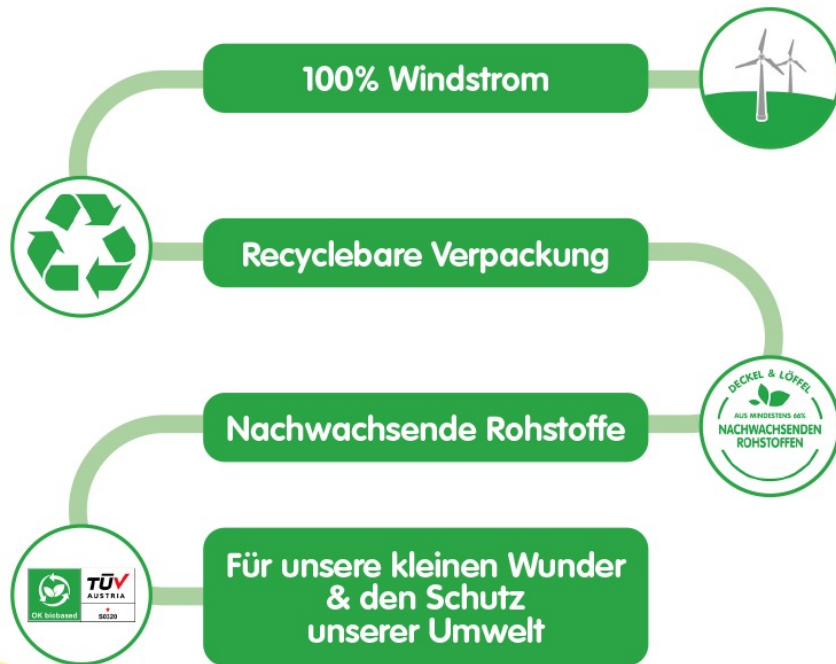 100% Windstrom
Recyclebare Verpackung
DECKEL & LÖFFEL
AUS MINDESTENS 66%
NACHWACHSENDEN
ROHSTOFFEN
Nachwachsende Rohstoffe
OK biobased
TÜV
AUSTRIA
S0320
Für unsere kleinen Wunder
& den Schutz
unserer Umwelt